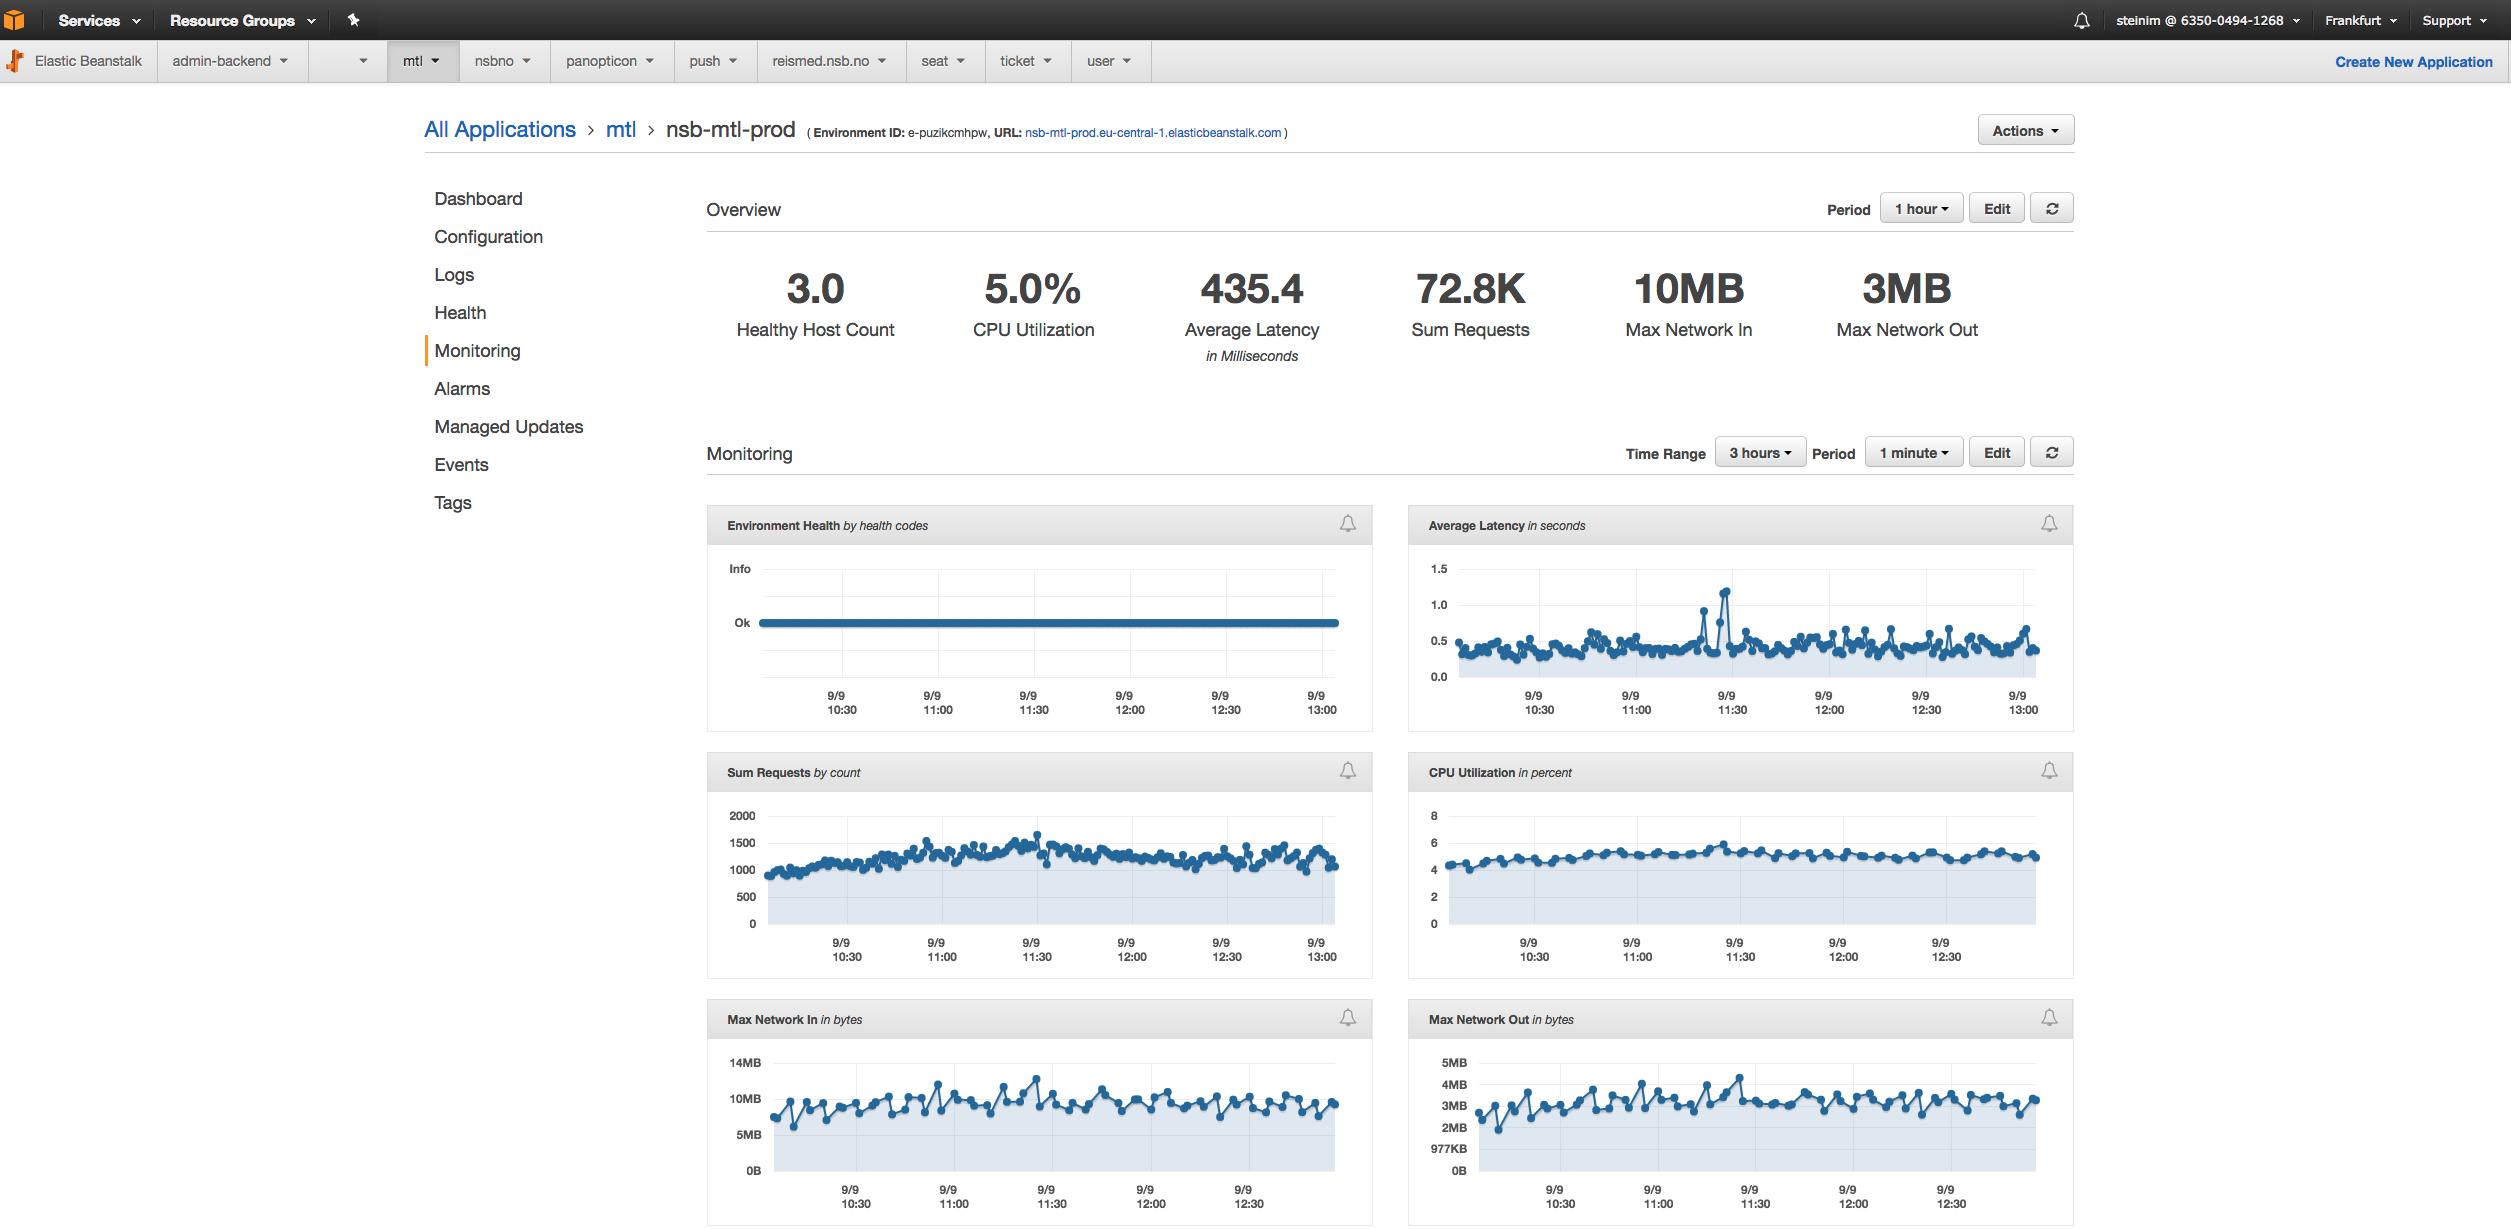 Services Resource Groups steinim @ 6350-0494-1268 Frankfurt Support
Elastic Beanstalk admin-backend mtl nsbno panopticon push reismed.nsb.no seat ticket user Create New Application
All Applications > mtl > nsb-mtl-prod ( Environment ID: e-puzikcmhpw, URL: nsb-mtl-prod.eu-central-1.elasticbeanstalk.com ) Actions
Dashboard
Configuration
Logs
Health
Monitoring
Alarms
Managed Updates
Events
Tags
Overview Period 1 hour Edit
3.0 5.0% 435.4 72.8K 10MB 3MB
Healthy Host Count CPU Utilization Average Latency Sum Requests Max Network In Max Network Out
in Milliseconds
Monitoring Time Range 3 hours Period 1 minute Edit
Environment Health by health codes
Info
Ok
9/9 9/9 9/9 9/9 9/9 9/9
10:30 11:00 11:30 12:00 12:30 13:00
Average Latency in seconds
1.5
1.0
0.5
0.0
9/9 9/9 9/9 9/9 9/9 9/9
10:30 11:00 11:30 12:00 12:30 13:00
Sum Requests by count
2000
1500
1000
500
0
9/9 9/9 9/9 9/9 9/9 9/9
10:30 11:00 11:30 12:00 12:30 13:00
CPU Utilization in percent
8
6
4
2
0
9/9 9/9 9/9 9/9 9/9
10:30 11:00 11:30 12:00 12:30
Max Network In in bytes
14MB
10MB
5MB
0B
9/9 9/9 9/9 9/9 9/9
10:30 11:00 11:30 12:00 12:30
Max Network Out in bytes
5MB
4MB
3MB
2MB
977KB
0B
9/9 9/9 9/9 9/9 9/9
10:30 11:00 11:30 12:00 12:30